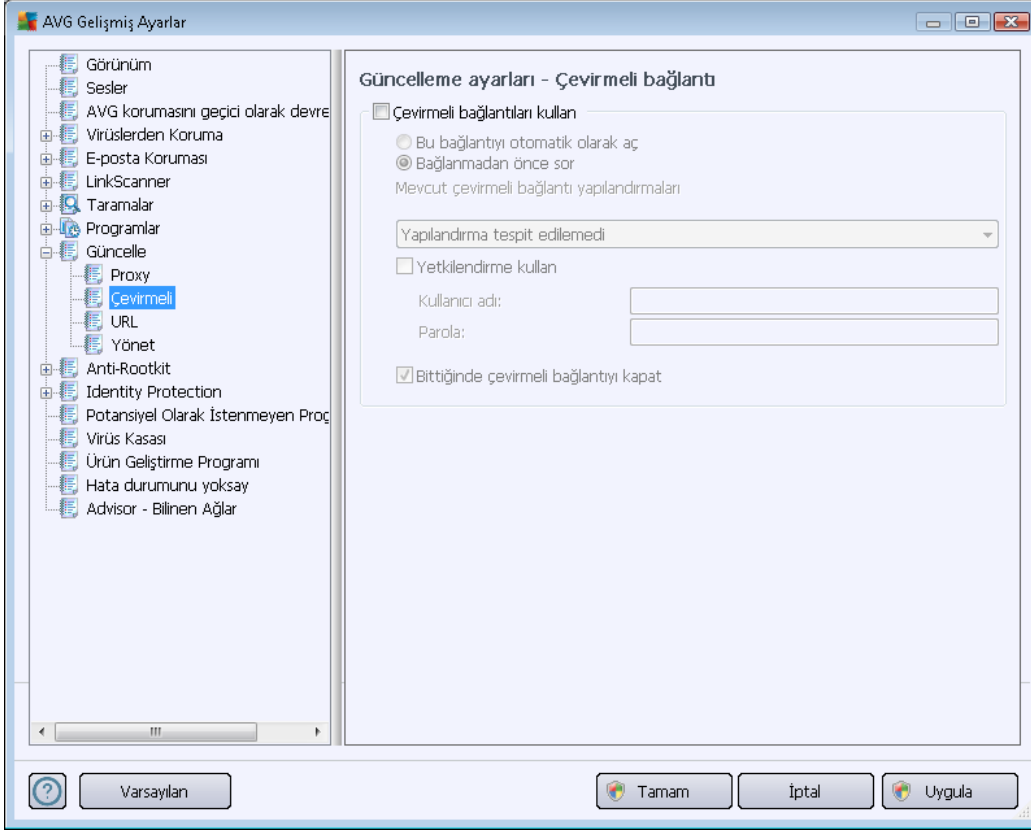 AVG Gelişmiş Ayarlar
Görünüm
Sesler
AVG korumasını geçici olarak devre
Virüslerden Koruma
E-posta Koruması
LinkScanner
Taramalar
Programlar
Güncelle
Proxy
Çevirmeli
URL
Yönet
Anti-Rootkit
Identity Protection
Potansiyel Olarak İstenmeyen Prog
Virüs Kasası
Ürün Geliştirme Programı
Hata durumunu yoksay
Advisor - Bilinen Ağlar
Güncelleme ayarları - Çevirmeli bağlantı
Çevirmeli bağlantıları kullan
Bu bağlantıyı otomatik olarak aç
Bağlanmadan önce sor
Mevcut çevirmeli bağlantı yapılandırmaları
Yapılandırma tespit edilemedi
Yetkilendirme kullan
Kullanıcı adı:
Parola:
Bittiğinde çevirmeli bağlantıyı kapat
Varsayılan
Tamam
İptal
Uygula